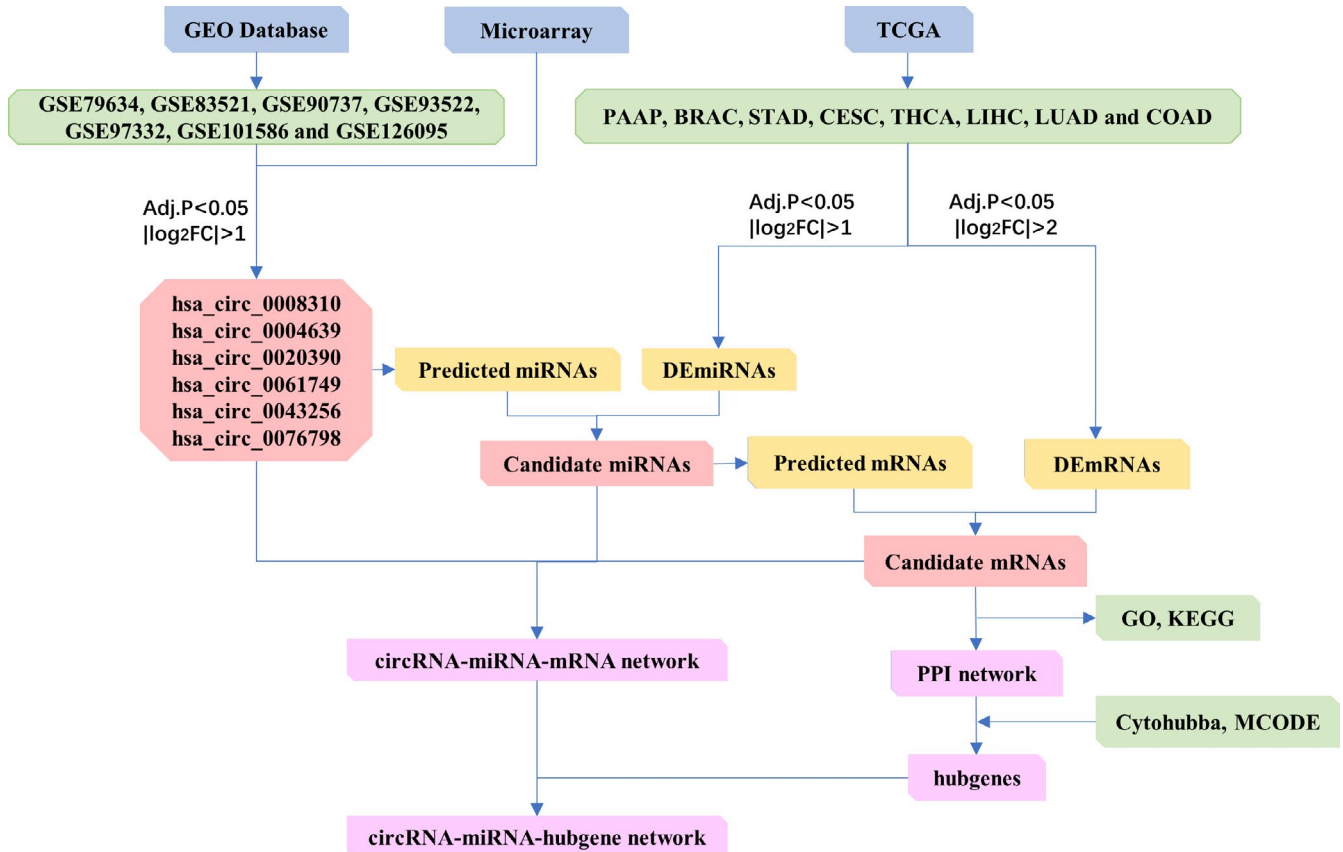 GEO Database
Microarray
TCGA
GSE79634, GSE83521, GSE90737, GSE93522,
GSE97332, GSE101586 and GSE126095
PAAP, BRAC, STAD, CESC, THCA, LIHC, LUAD and COAD
Adj.P<0.05
|log2FC|>1
Adj.P<0.05
|log2FC|>1
Adj.P<0.05
|log2FC|>2
hsa_circ_0008310
hsa_circ_0004639
hsa_circ_0020390
hsa_circ_0061749
hsa_circ_0043256
hsa_circ_0076798
Predicted miRNAs
DEmiRNAs
Candidate miRNAs
Predicted mRNAs
DEmRNAs
Candidate mRNAs
GO, KEGG
circRNA-miRNA-mRNA network
PPI network
Cytohubba, MCODE
hubgenes
circRNA-miRNA-hubgene network